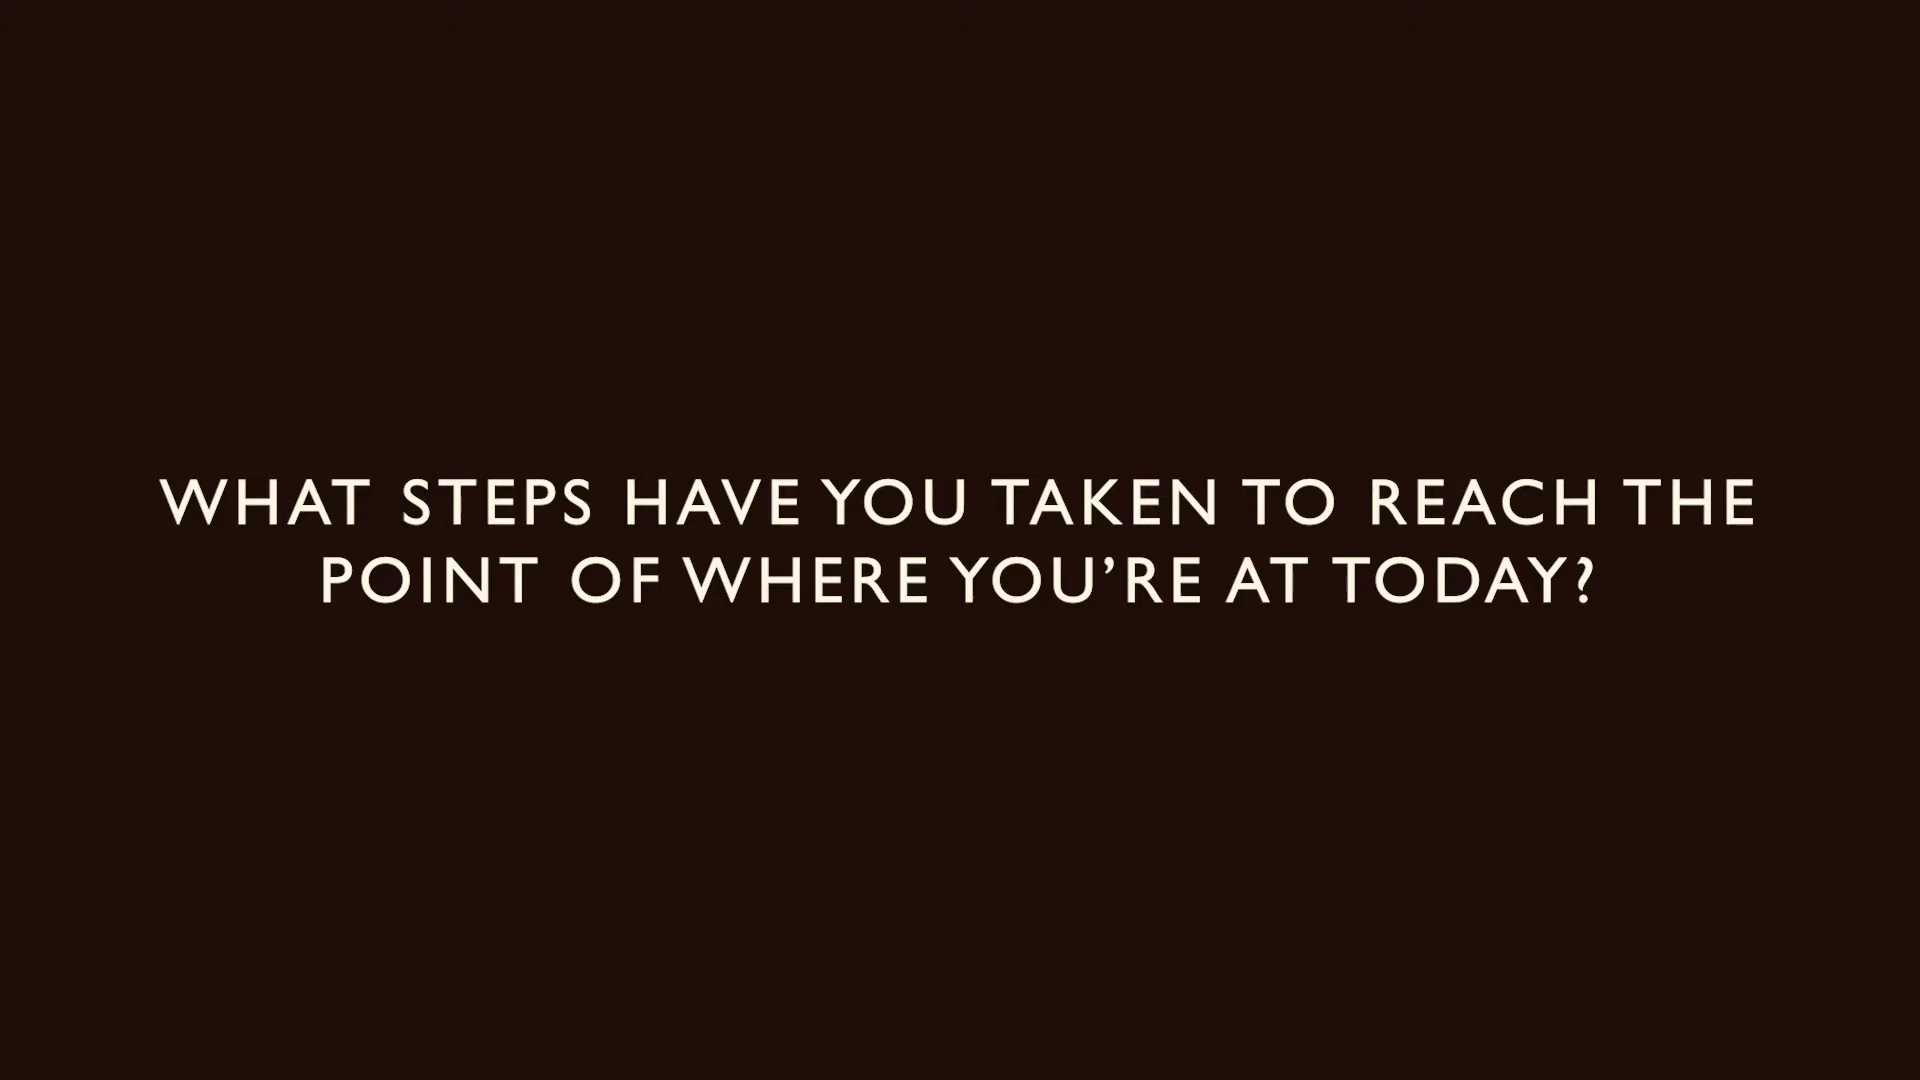 WHAT STEPS HAVE YOU TAKEN TO REACH THE
POINT OF WHERE YOU’RE AT TODAY?